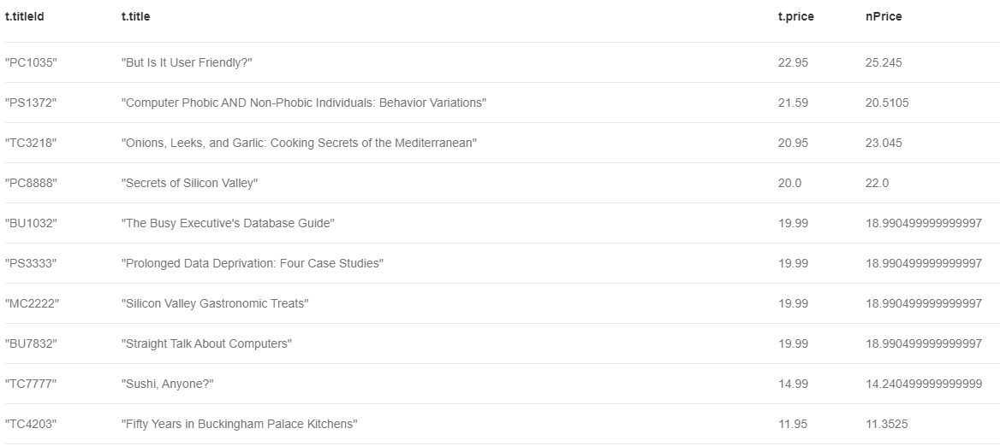 t.titleId t.title t.price nPrice
"PC1035" "But Is It User Friendly?" 22.95 25.245
"PS1372" "Computer Phobic AND Non-Phobic Individuals: Behavior Variations" 21.59 20.5105
"TC3218" "Onions, Leeks, and Garlic: Cooking Secrets of the Mediterranean" 20.95 23.045
"PC8888" "Secrets of Silicon Valley" 20.0 22.0
"BU1032" "The Busy Executive's Database Guide" 19.99 18.990499999999997
"PS3333" "Prolonged Data Deprivation: Four Case Studies" 19.99 18.990499999999997
"MC2222" "Silicon Valley Gastronomic Treats" 19.99 18.990499999999997
"BU7832" "Straight Talk About Computers" 19.99 18.990499999999997
"TC7777" "Sushi, Anyone?" 14.99 14.240499999999999
"TC4203" "Fifty Years in Buckingham Palace Kitchens" 11.95 11.3525